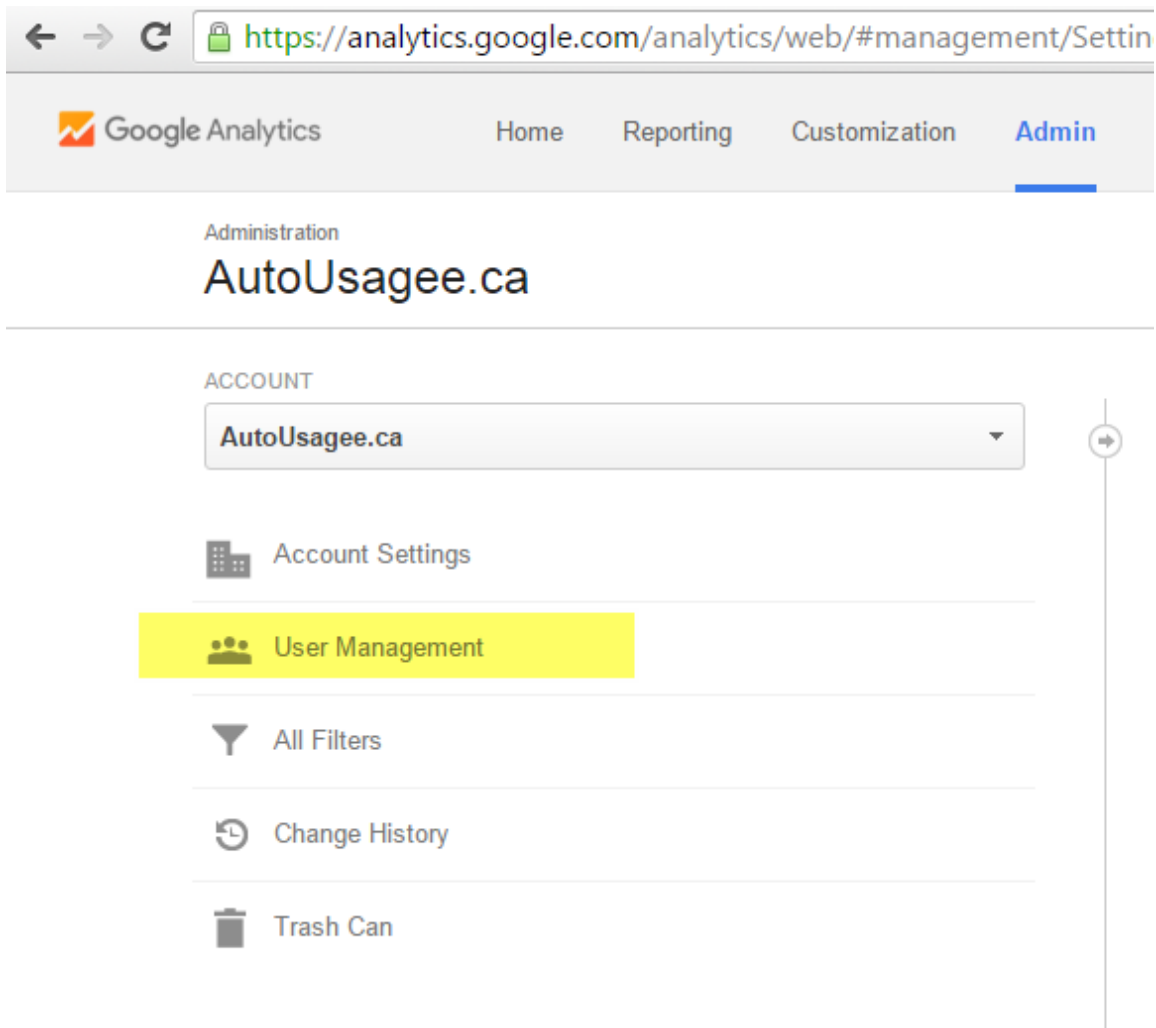 https://analytics.google.com/analytics/web/#management/Settin
Google Analytics Home Reporting Customization Admin
Administration
AutoUsagee.ca
ACCOUNT
AutoUsagee.ca
Account Settings
User Management
All Filters
Change History
Trash Can